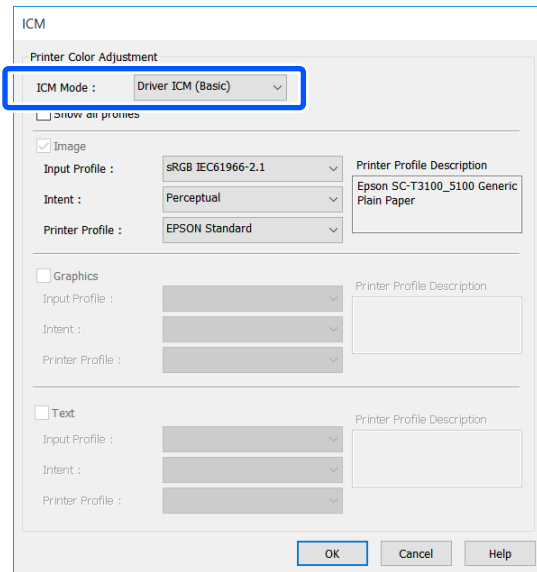 ICM
Printer Color Adjustment
ICM Mode : Driver ICM (Basic)
Show all profiles
Image
Input Profile : sRGB IEC61966-2.1 Printer Profile Description
Intent : Perceptual Epson SC-T3100_5100 Generic
Plain Paper
Printer Profile : EPSON Standard
Graphics
Input Profile : Printer Profile Description
Intent :
Printer Profile :
Text
Input Profile : Printer Profile Description
Intent :
Printer Profile :
OK Cancel Help